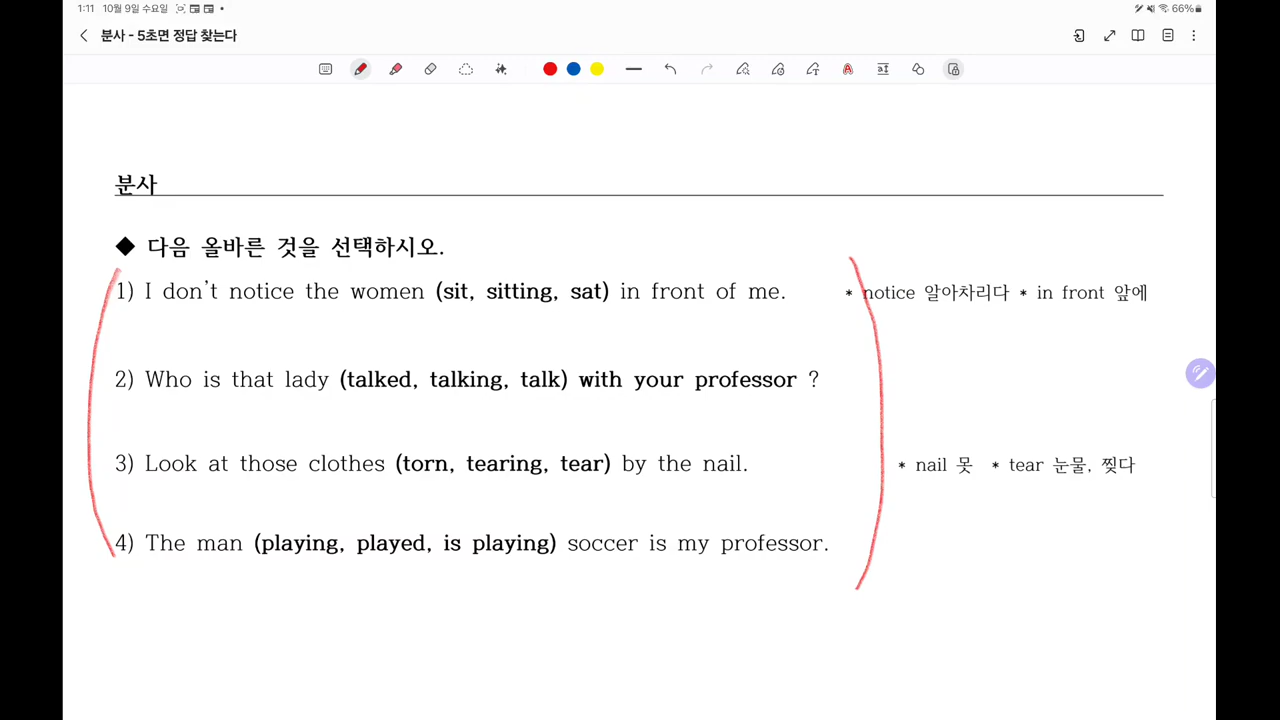 1:11 10월 9일 수요일
66%
분사 - 5초면 정답 찾는다
분사
◆ 다음 올바른 것을 선택하시오.
1) I don't notice the women (sit, sitting, sat) in front of me. * notice 알아차리다 * in front 앞에
2) Who is that lady (talked, talking, talk) with your professor ?
3) Look at those clothes (torn, tearing, tear) by the nail. * nail 못 * tear 눈물, 찢다
4) The man (playing, played, is playing) soccer is my professor.